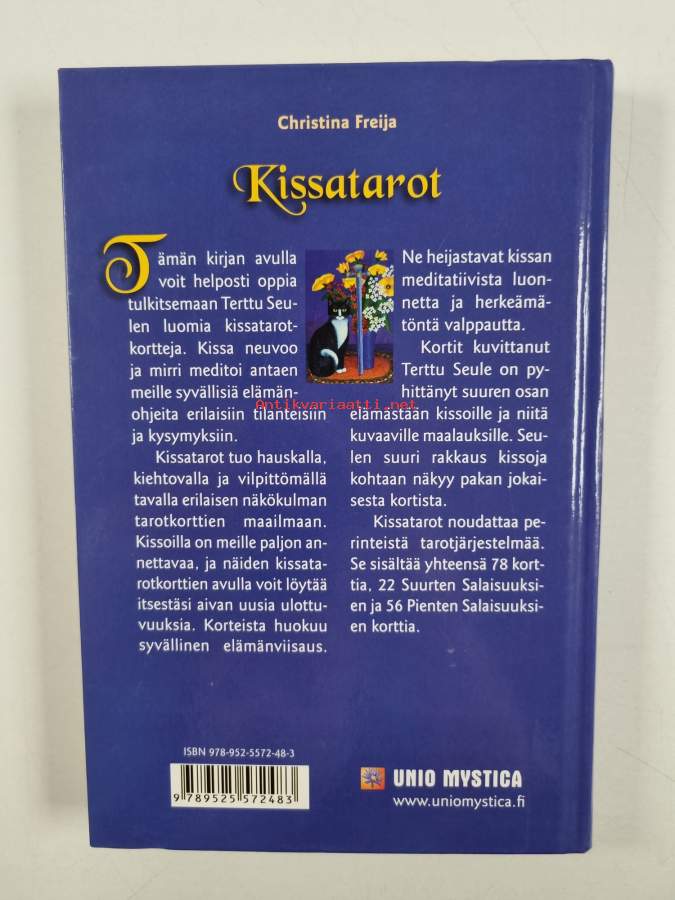 Christina Freija
Kissatarot
Tämän kirjan avulla
voit helposti oppia
tulkitsemaan Terttu Seu-
len luomia kissatarot-
kortteja. Kissa neuvoo
ja mirri meditoi antaen
meille syvällisiä elämän-
ohjeita erilaisiin tilanteisiin
ja kysymyksiin.
Kissatarot tuo hauskalla,
kiehtovalla ja vilpittömällä
tavalla erilaisen näkökulman
tarotkorttien maailmaan.
Kissoilla on meille paljon an-
nettavaa, ja näiden kissata-
rotkorttien avulla voit löytää
itsestäsi aivan uusia ulottu-
vuuksia. Korteista huokuu
syvällinen elämänviisaus.
Ne heijastavat kissan
meditatiivista luon-
netta ja herkeämä-
töntä valppautta.
Kortit kuvittanut
Terttu Seule on py-
hittänyt suuren osan
elämästään kissoille ja niitä
kuvaaville maalauksille. Seu-
len suuri rakkaus kissoja
kohtaan näkyy pakan jokai-
sesta kortista.
Kissatarot noudattaa pe-
rinteistä tarotjärjestelmää.
Se sisältää yhteensä 78 kort-
tia, 22 Suurten Salaisuuksi-
en ja 56 Pienten Salaisuuksi-
en korttia.
Antikvariaatti.net
ISBN 978-952-5572-48-3
9 789525 572483
UNIO MYSTICA
www.uniomystica.fi